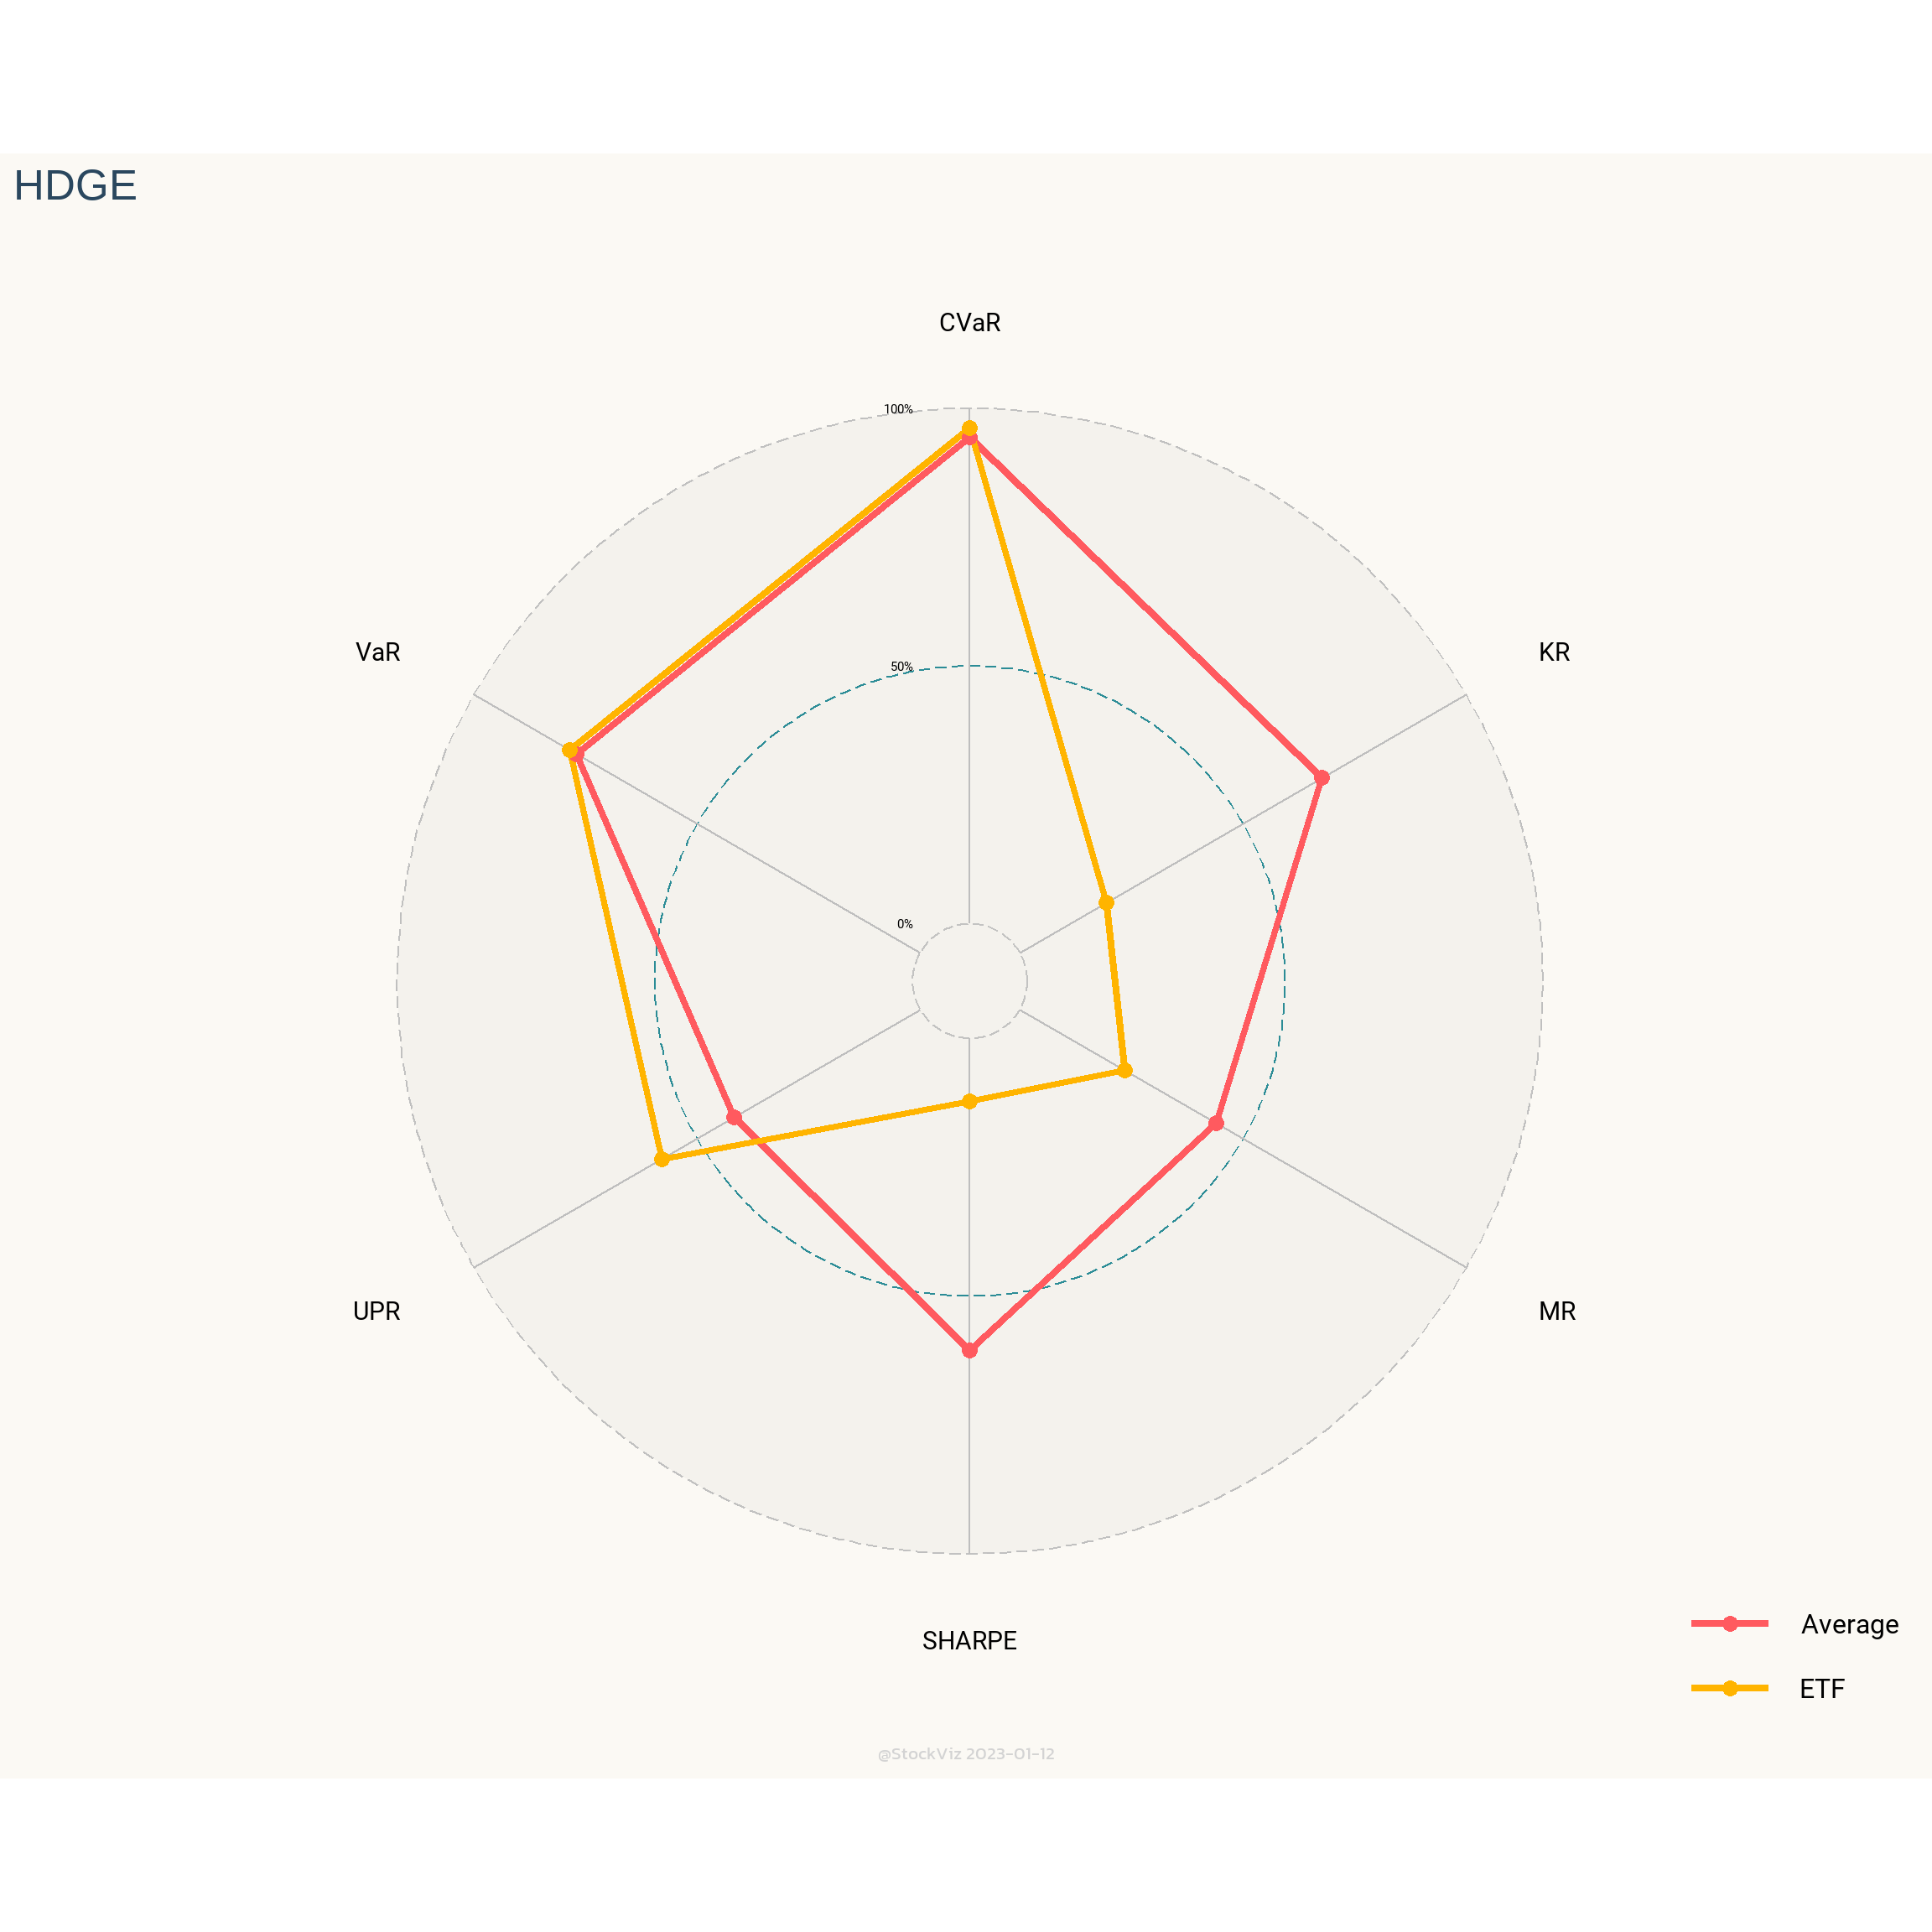 HDGE
CVaR
100%
KR
VaR
50%
0%
UPR
MR
SHARPE
Average
ETF
@StockViz 2023-01-12